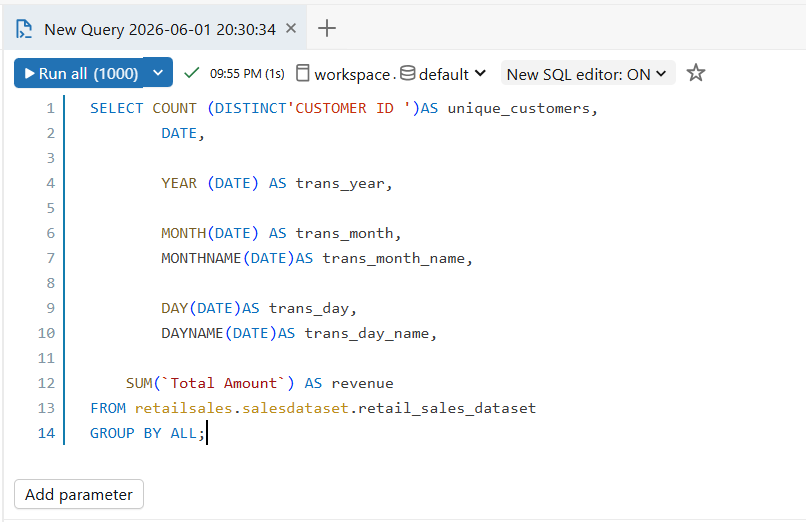 New Query 2026-06-01 20:30:34
Run all (1000) 09:55 PM (1s) workspace . default New SQL editor: ON
1 SELECT COUNT (DISTINCT'CUSTOMER ID ')AS unique_customers,
2 DATE,
3
4 YEAR (DATE) AS trans_year,
5
6 MONTH(DATE) AS trans_month,
7 MONTHNAME(DATE)AS trans_month_name,
8
9 DAY(DATE)AS trans_day,
10 DAYNAME(DATE)AS trans_day_name,
11
12 SUM(`Total Amount`) AS revenue
13 FROM retailsales.salesdataset.retail_sales_dataset
14 GROUP BY ALL;
Add parameter